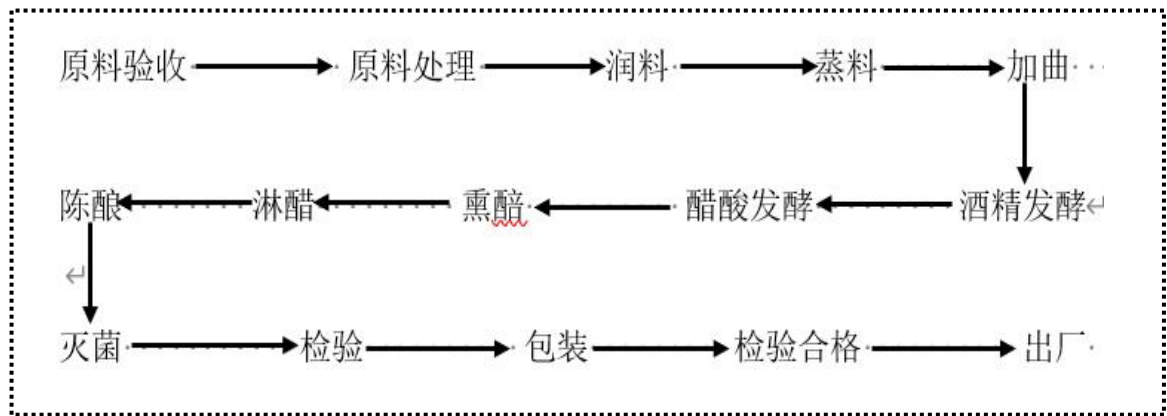 原料验收 原料处理 润料 蒸料 加曲
陈酿 淋醋 熏醅 醋酸发酵 酒精发酵
灭菌 检验 包装 检验合格 出厂